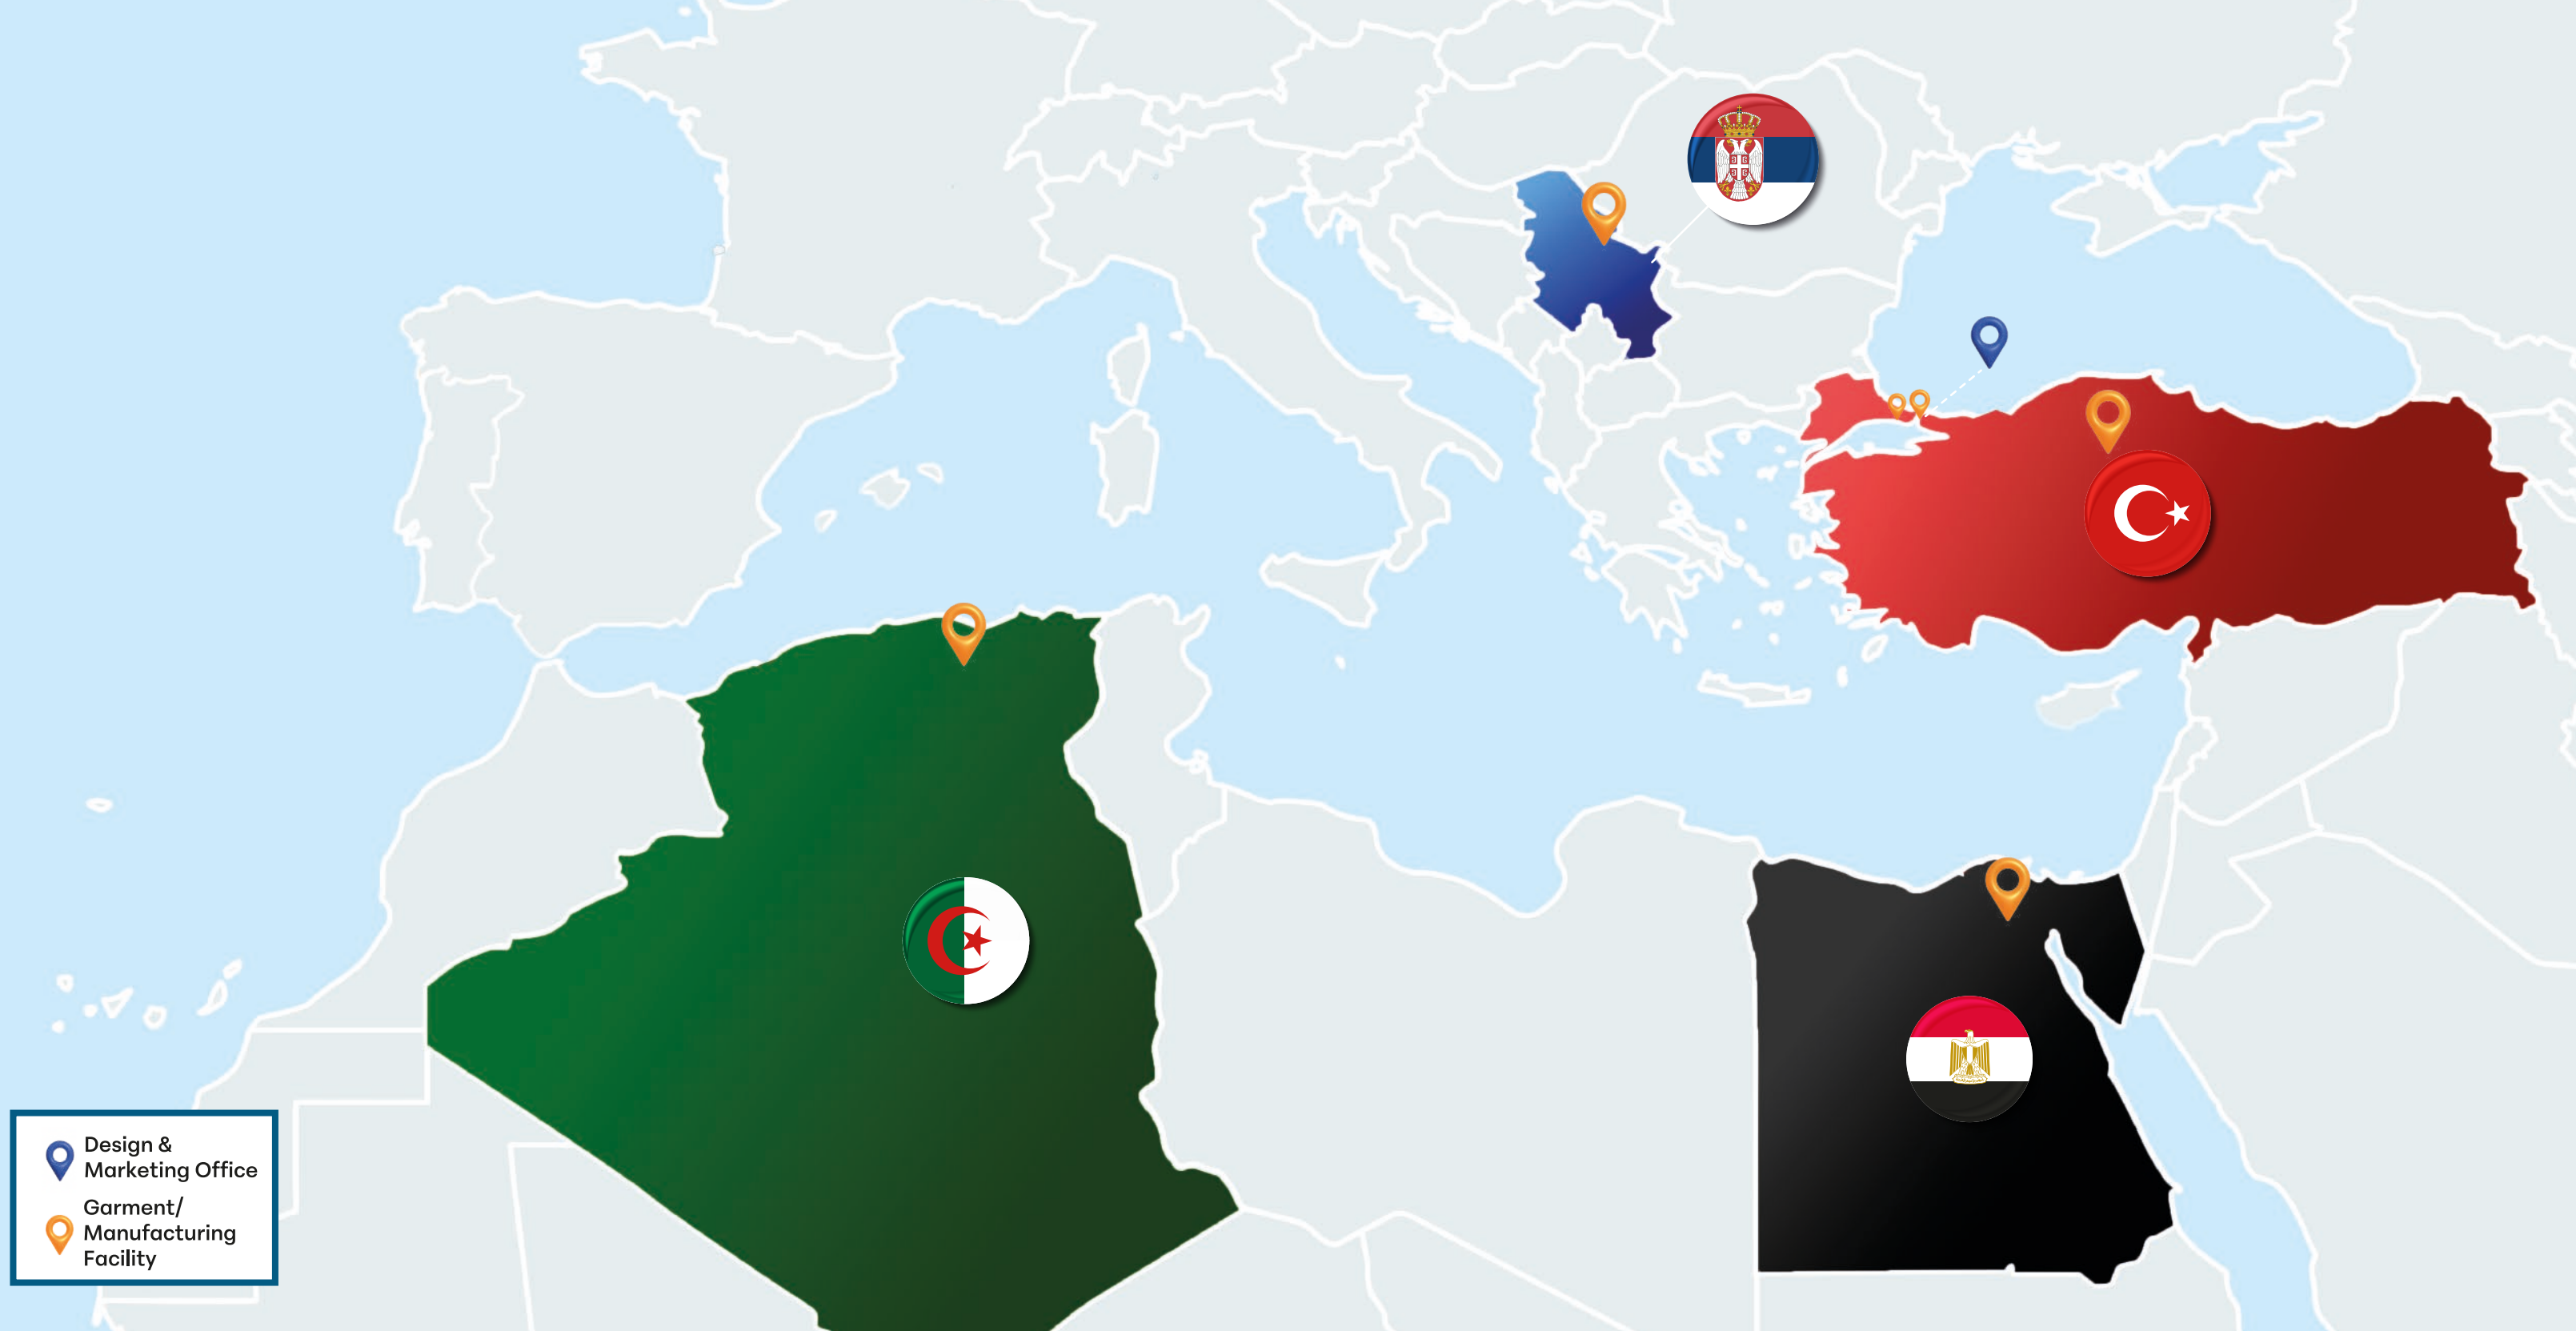 Design &
Marketing Office
Garment/
Manufacturing
Facility